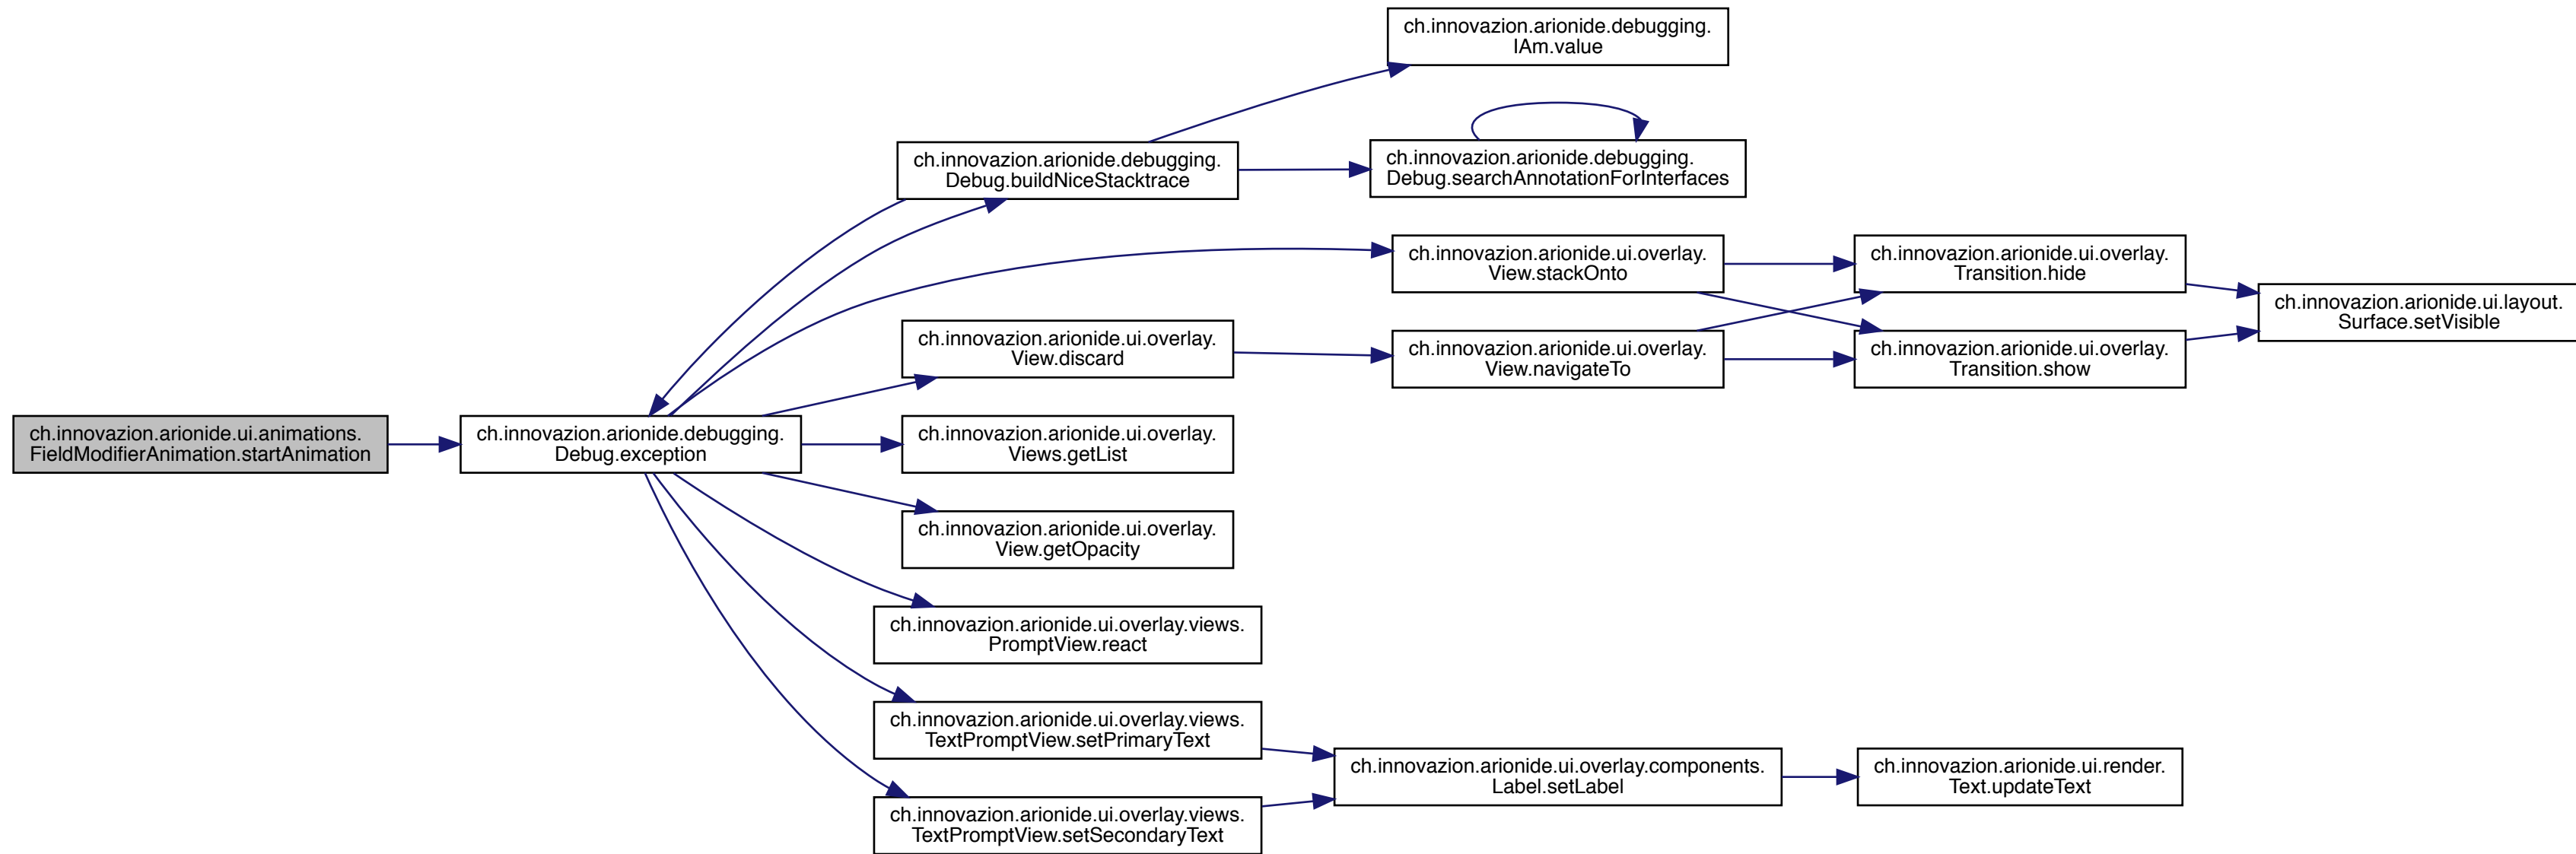 ch.innovazion.arionide.ui.animations.
FieldModifierAnimation.startAnimation
ch.innovazion.arionide.debugging.
Debug.exception
ch.innovazion.arionide.debugging.
Debug.buildNiceStacktrace
ch.innovazion.arionide.debugging.
IAm.value
ch.innovazion.arionide.debugging.
Debug.searchAnnotationForInterfaces
ch.innovazion.arionide.ui.overlay.
View.stackOnto
ch.innovazion.arionide.ui.overlay.
Transition.hide
ch.innovazion.arionide.ui.layout.
Surface.setVisible
ch.innovazion.arionide.ui.overlay.
View.discard
ch.innovazion.arionide.ui.overlay.
View.navigateTo
ch.innovazion.arionide.ui.overlay.
Transition.show
ch.innovazion.arionide.ui.overlay.
Views.getList
ch.innovazion.arionide.ui.overlay.
View.getOpacity
ch.innovazion.arionide.ui.overlay.views.
PromptView.react
ch.innovazion.arionide.ui.overlay.views.
TextPromptView.setPrimaryText
ch.innovazion.arionide.ui.overlay.components.
Label.setLabel
ch.innovazion.arionide.ui.render.
Text.updateText
ch.innovazion.arionide.ui.overlay.views.
TextPromptView.setSecondaryText